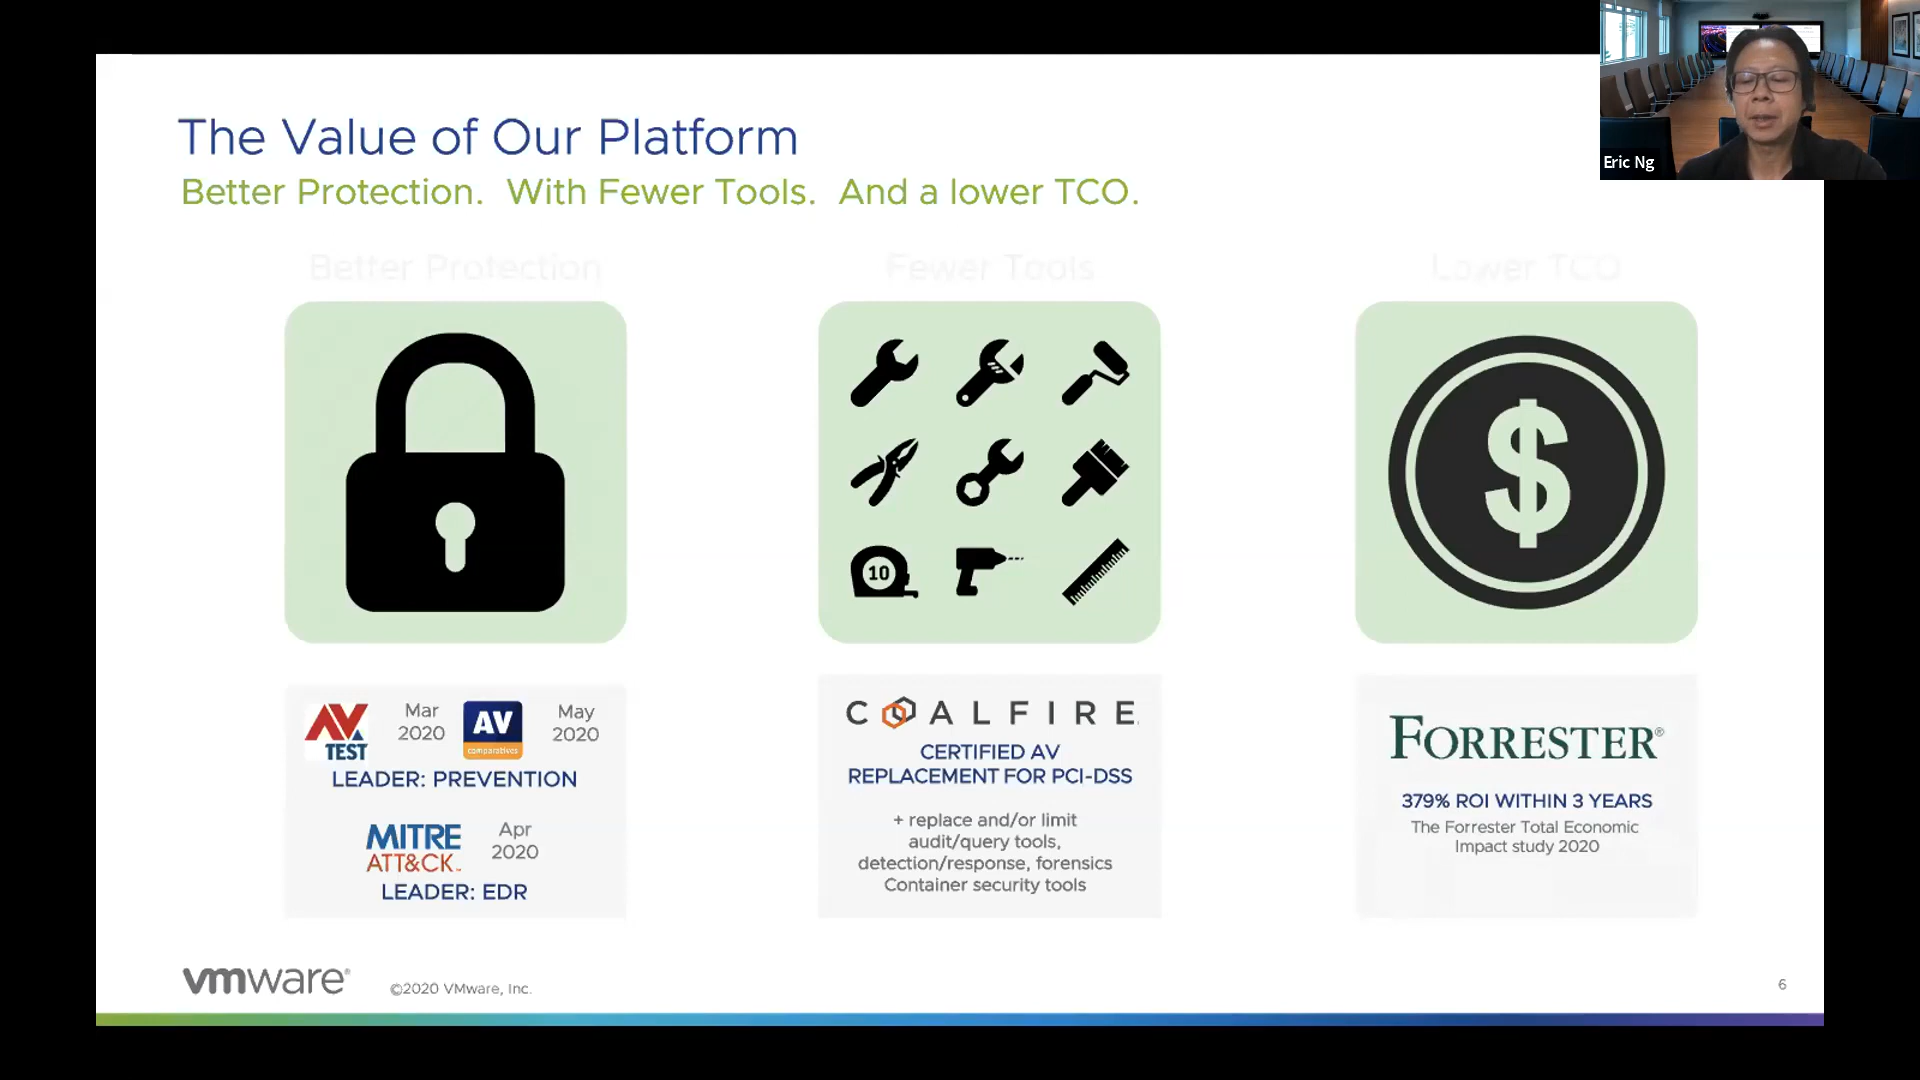 The Value of Our Platform
Better Protection. With Fewer Tools. And a lower TCO.
Eric Ng
Better Protection
Fewer Tools
Lower TCO
10
$
AV TEST
Mar 2020
AV comparatives
May 2020
LEADER: PREVENTION
MITRE ATT&CK™
Apr 2020
LEADER: EDR
COALFIRE.
CERTIFIED AV
REPLACEMENT FOR PCI-DSS
+ replace and/or limit
audit/query tools,
detection/response, forensics
Container security tools
FORRESTER®
379% ROI WITHIN 3 YEARS
The Forrester Total Economic
Impact study 2020
vmware®
©2020 VMware, Inc.
6